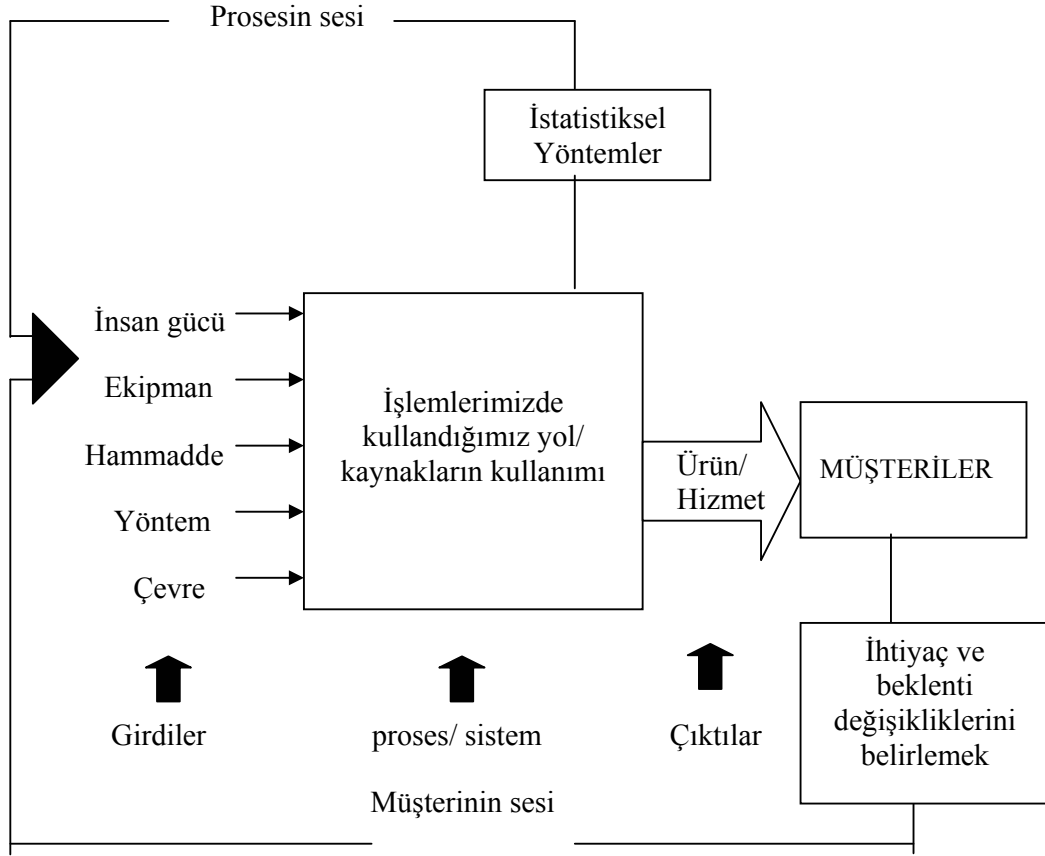 Prosesin sesi
İstatistiksel
Yöntemler
İnsan gücü
Ekipman
Hammadde
Yöntem
Çevre
İşlemlerimizde
kullandığımız yol/
kaynakların kullanımı
Ürün/
Hizmet
MÜŞTERİLER
İhtiyaç ve
beklenti
değişikliklerini
belirlemek
Girdiler
proses/ sistem
Çıktılar
Müşterinin sesi